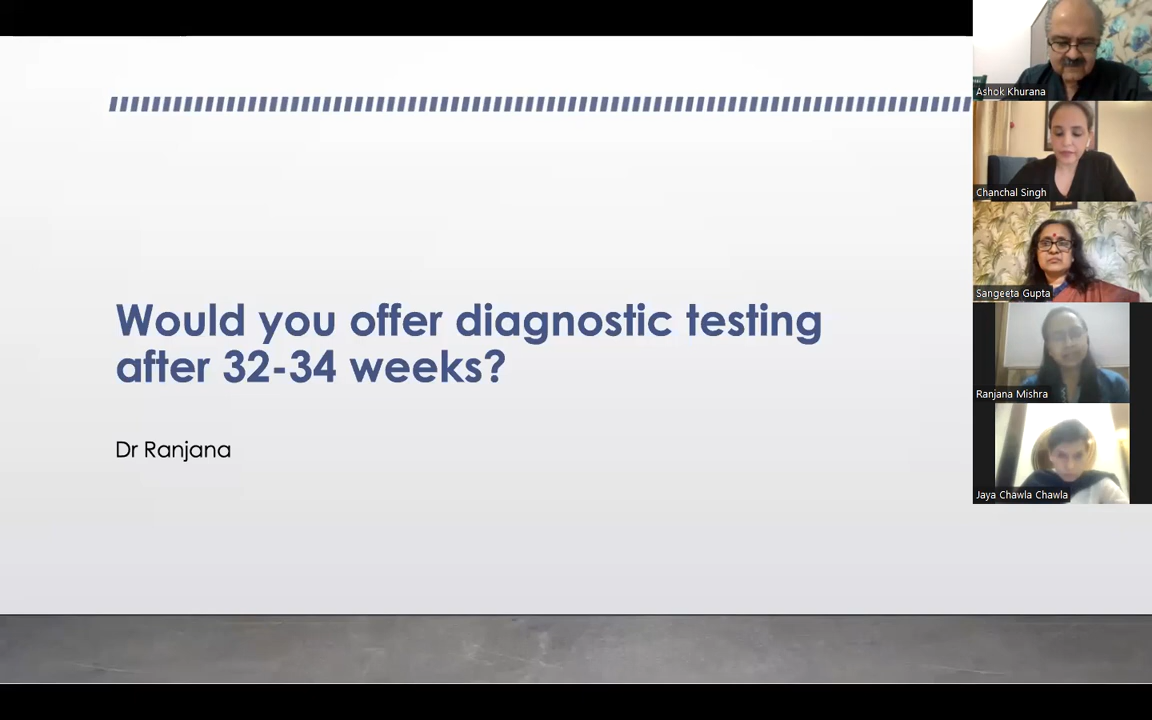 Would you offer diagnostic testing
after 32-34 weeks?
Dr Ranjana
Ashok Khurana
Chanchal Singh
Sangeeta Gupta
Ranjana Mishra
Jaya Chawla Chawla